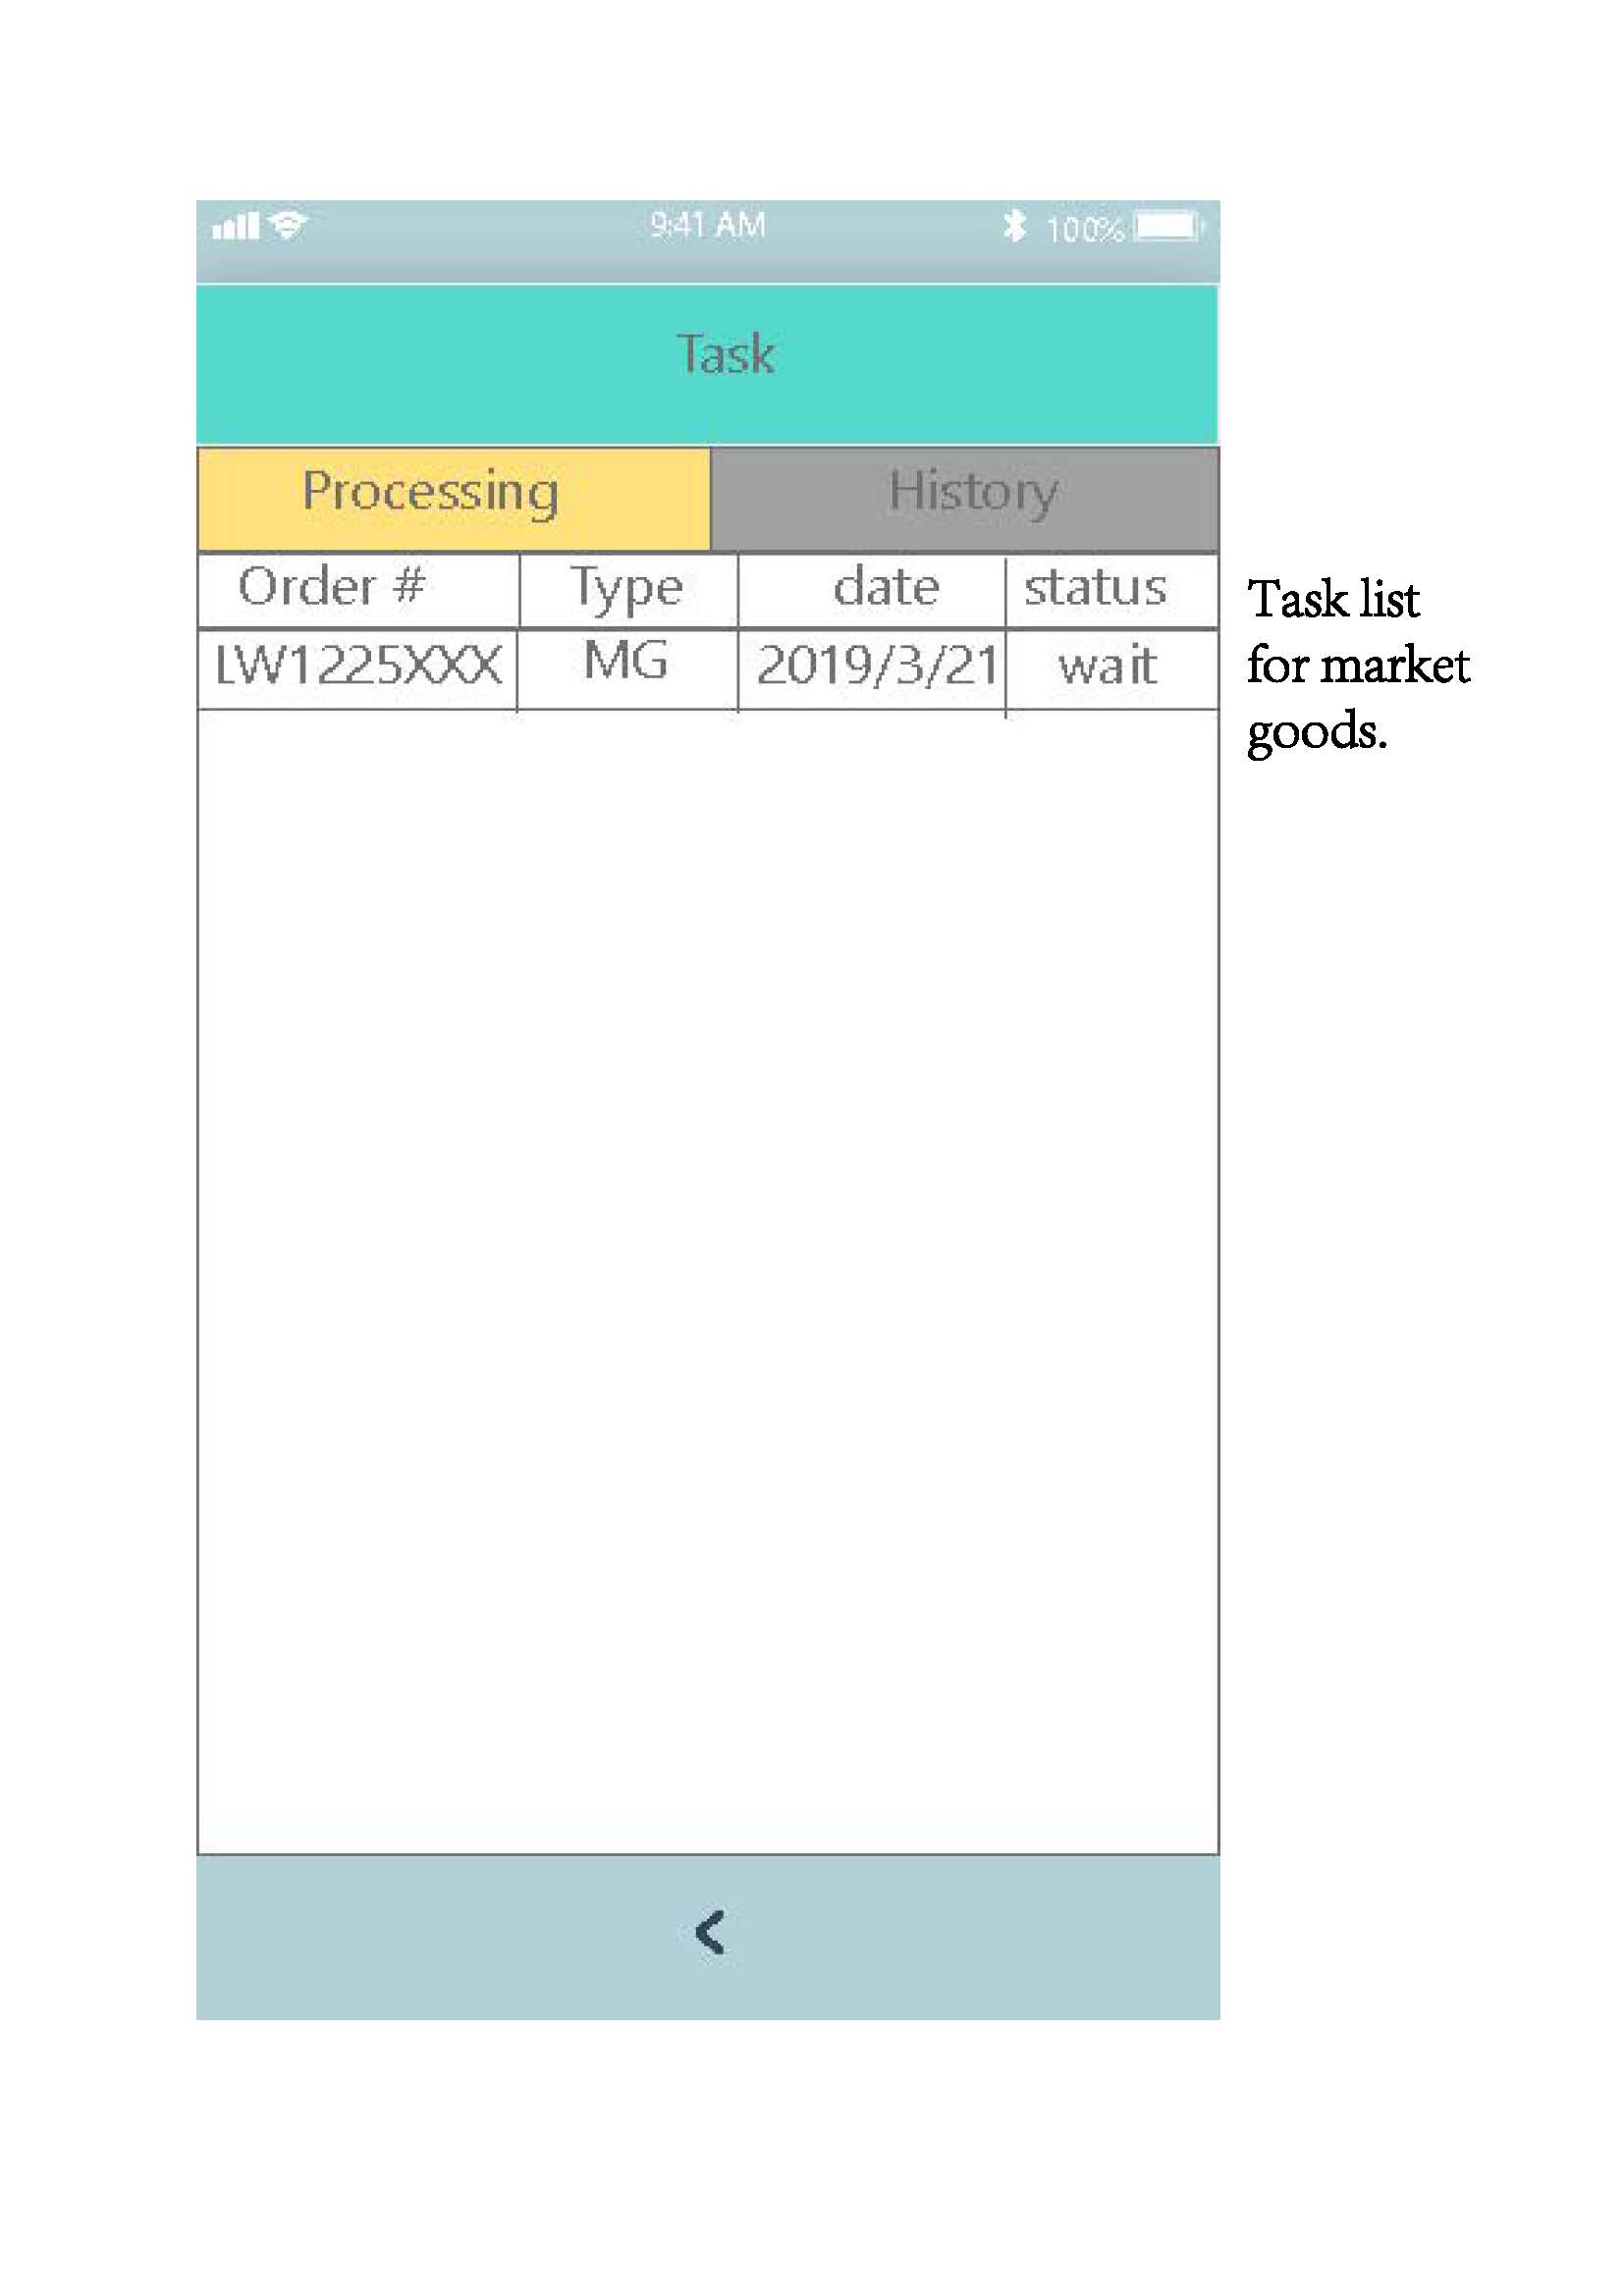 9:41 AM 100%
Task
Processing History
Order # Type date status
LW1225XXX MG 2019/3/21 wait
Task list
for market
goods.